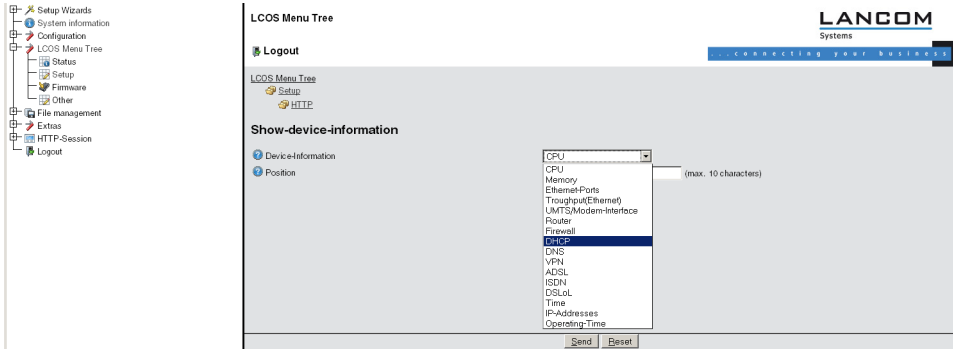 Setup Wizards
System information
Configuration
LCOS Menu Tree
Status
Setup
Firmware
Other
File management
Extras
HTTP-Session
Logout
LCOS Menu Tree
LANCOM
Systems
Logout
...connecting your business
LCOS Menu Tree
Setup
HTTP
Show-device-information
Device-Information
CPU
Position
(max. 10 characters)
CPU
Memory
Ethernet-Ports
Troughput(Ethernet)
UMTS/Modem-Interface
Router
Firewall
DHCP
DNS
VPN
ADSL
ISDN
DSLoL
Time
IP-Addresses
Operating-Time
Send Reset